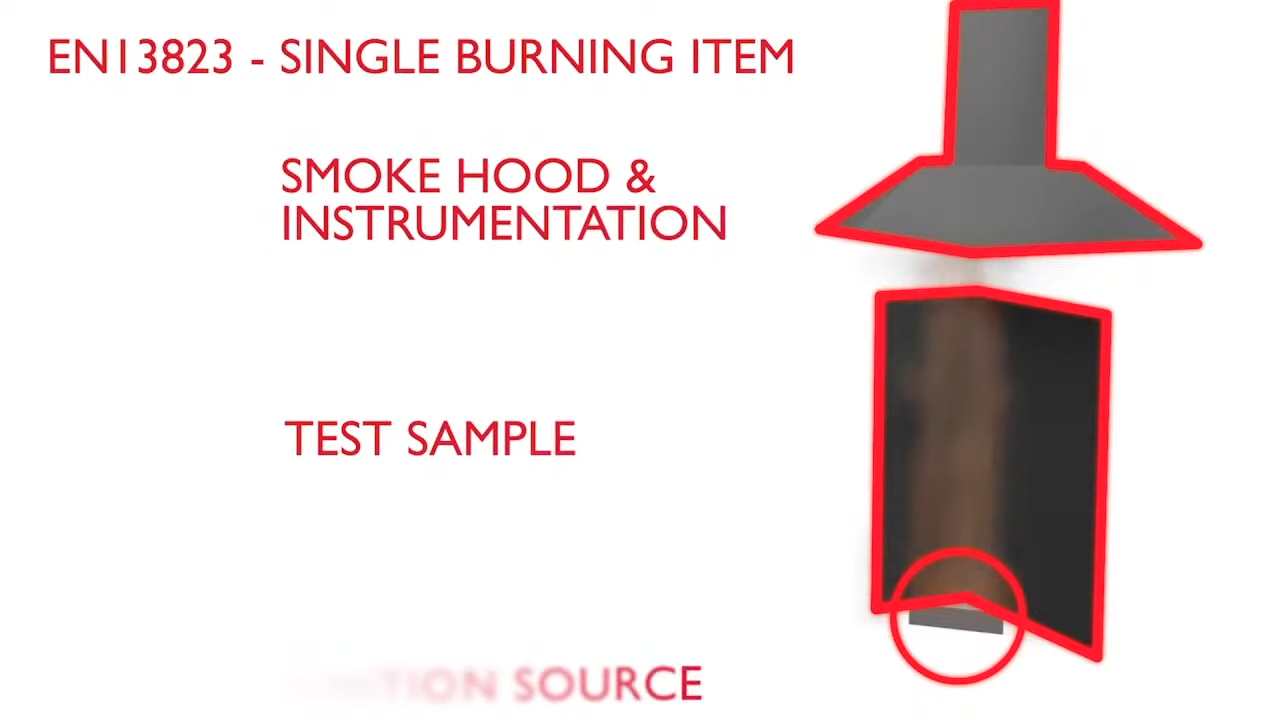 EN13823 - SINGLE BURNING ITEM
SMOKE HOOD &
INSTRUMENTATION
TEST SAMPLE
SOURCE